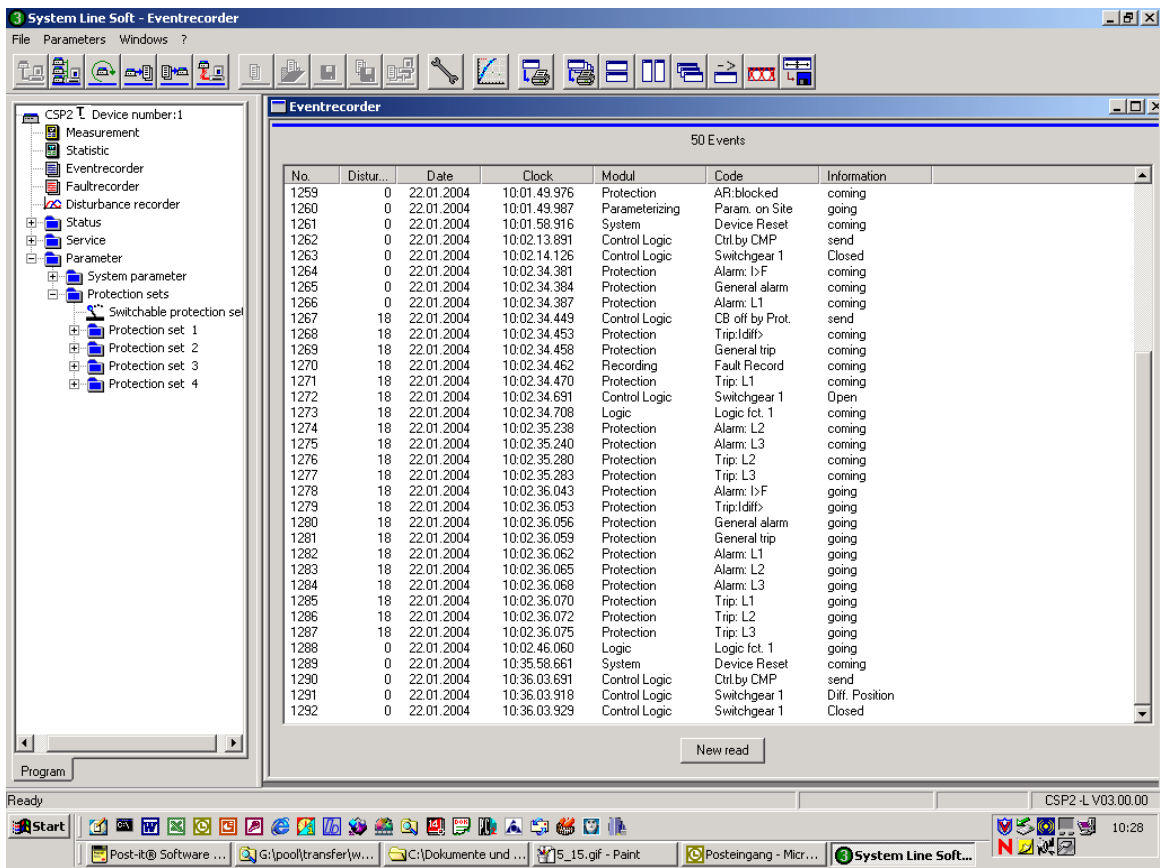 System Line Soft - Eventrecorder
File Parameters Windows ?
CSP2 L Device number:1
Measurement
Statistic
Eventrecorder
Faultrecorder
Disturbance recorder
Status
Service
Parameter
System parameter
Protection sets
Switchable protection sel
Protection set 1
Protection set 2
Protection set 3
Protection set 4
Program
Eventrecorder
50 Events
No. Distur... Date Clock Modul Code Information
1259 0 22.01.2004 10:01.49.976 Protection AR:blocked coming
1260 0 22.01.2004 10:01.49.987 Parameterizing Param. on Site going
1261 0 22.01.2004 10:01.58.916 System Device Reset coming
1262 0 22.01.2004 10:02.13.891 Control Logic Ctrl.by CMP send
1263 0 22.01.2004 10:02.14.126 Control Logic Switchgear 1 Closed
1264 0 22.01.2004 10:02.34.381 Protection Alarm: I>F coming
1265 0 22.01.2004 10:02.34.384 Protection General alarm coming
1266 0 22.01.2004 10:02.34.387 Protection Alarm: L1 coming
1267 18 22.01.2004 10:02.34.449 Control Logic CB off by Prot. send
1268 18 22.01.2004 10:02.34.453 Protection Trip:Idiff> coming
1269 18 22.01.2004 10:02.34.458 Protection General trip coming
1270 18 22.01.2004 10:02.34.462 Recording Fault Record coming
1271 18 22.01.2004 10:02.34.470 Protection Trip: L1 coming
1272 18 22.01.2004 10:02.34.691 Control Logic Switchgear 1 Open
1273 18 22.01.2004 10:02.34.708 Logic Logic fct. 1 coming
1274 18 22.01.2004 10:02.35.238 Protection Alarm: L2 coming
1275 18 22.01.2004 10:02.35.240 Protection Alarm: L3 coming
1276 18 22.01.2004 10:02.35.280 Protection Trip: L2 coming
1277 18 22.01.2004 10:02.35.283 Protection Trip: L3 coming
1278 18 22.01.2004 10:02.36.043 Protection Alarm: I>F going
1279 18 22.01.2004 10:02.36.053 Protection Trip:Idiff> going
1280 18 22.01.2004 10:02.36.056 Protection General alarm going
1281 18 22.01.2004 10:02.36.059 Protection General trip going
1282 18 22.01.2004 10:02.36.062 Protection Alarm: L1 going
1283 18 22.01.2004 10:02.36.065 Protection Alarm: L2 going
1284 18 22.01.2004 10:02.36.068 Protection Alarm: L3 going
1285 18 22.01.2004 10:02.36.070 Protection Trip: L1 going
1286 18 22.01.2004 10:02.36.072 Protection Trip: L2 going
1287 18 22.01.2004 10:02.36.075 Protection Trip: L3 going
1288 0 22.01.2004 10:02.46.060 Logic Logic fct. 1 going
1289 0 22.01.2004 10:35.58.661 System Device Reset coming
1290 0 22.01.2004 10:36.03.691 Control Logic Ctrl.by CMP send
1291 0 22.01.2004 10:36.03.918 Control Logic Switchgear 1 Diff. Position
1292 0 22.01.2004 10:36.03.929 Control Logic Switchgear 1 Closed
New read
Ready CSP2 -L V03.00.00
Start 10:28
Post-it® Software ... G:\pool\transfer\w... C:\Dokumente und ... 5_15.gif - Paint Posteingang - Micr... System Line Soft...